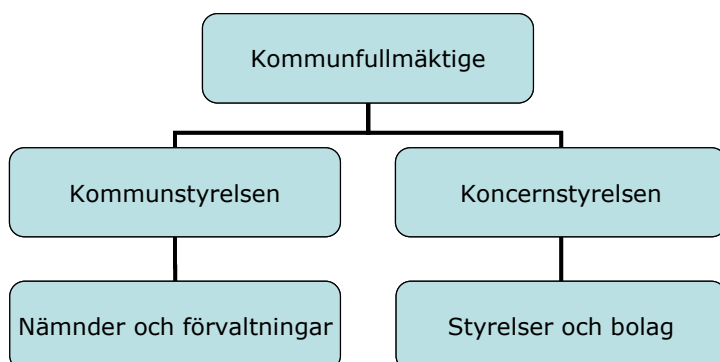 Kommunfullmäktige
Kommunstyrelsen
Koncernstyrelsen
Nämnder och förvaltningar
Styrelser och bolag